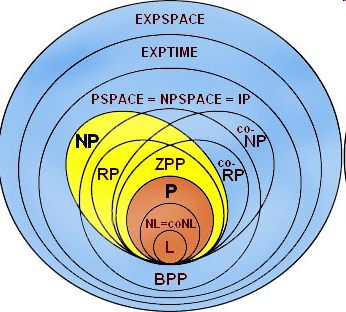 EXPSPACE
EXPTIME
PSPACE = NPSPACE = IP
NP
co-
NP
RP
ZPP
co-
RP
P
NL=coNL
L
BPP